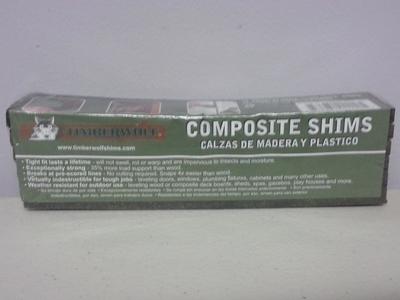 TIMBERWOLF
www.timberwolfshims.com
COMPOSITE SHIMS
CALZAS DE MADERA Y PLASTICO
• Tight fit lasts a lifetime - will not swell, rot or warp and are impervious to insects and moisture.
• Exceptionally strong - 35% more load support than wood
• Breaks at pre-scored lines - No cutting required. Snaps 4x easier than wood
• Virtually indestructible for tough jobs - leveling doors, windows, plumbing fixtures, cabinets and many other uses.
• Weather resistant for outdoor use - leveling wood or composite deck boards, sheds, spas, gazebos, play houses and more.